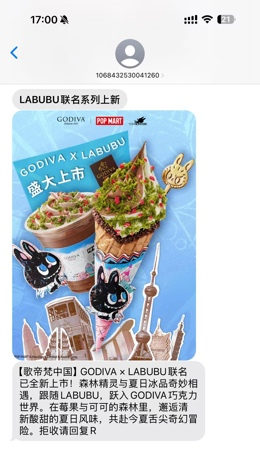 17:00
21
1068432530041260
LABUBU联名系列上新
GODIVA
POP MART
GODIVA X LABUBU
盛大上市
【歌帝梵中国】GODIVA × LABUBU联名
已全新上市！森林精灵与夏日冰品奇妙相
遇，跟随LABUBU，跃入GODIVA巧克力
世界。在莓果与可可的森林里，邂逅清
新酸甜的夏日风味，共赴今夏舌尖奇幻冒
险。拒收请回复R